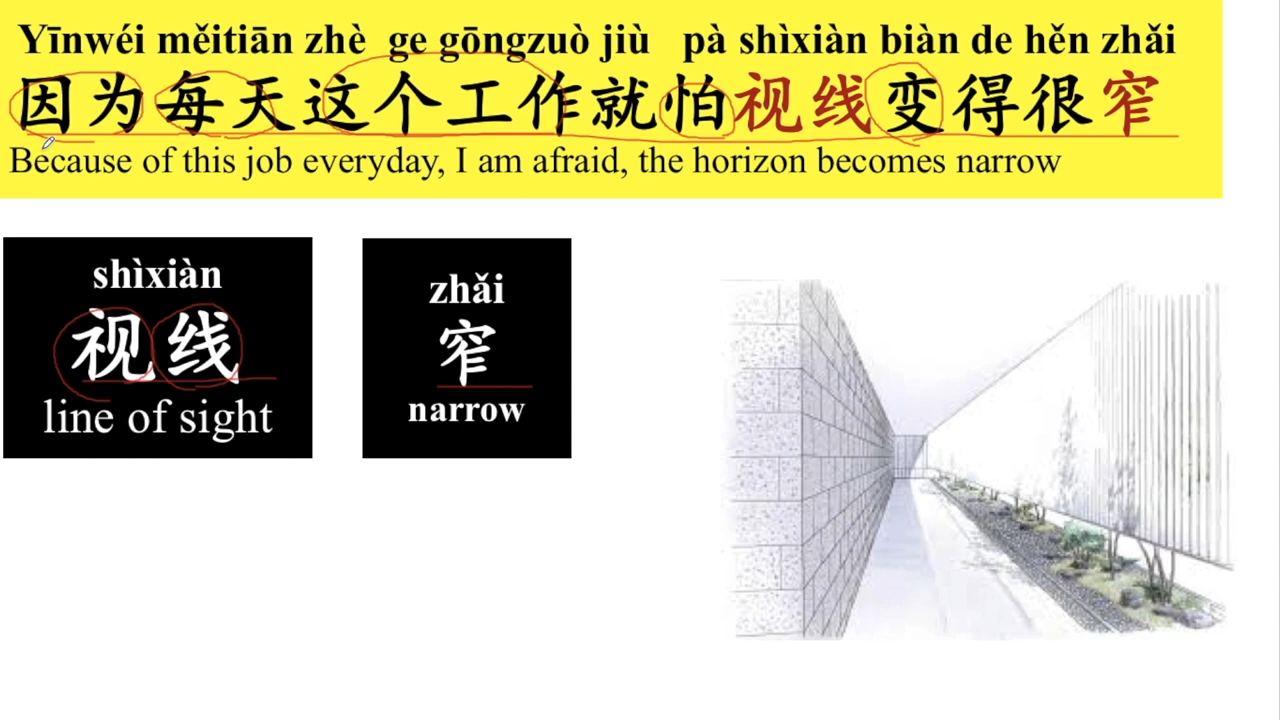 Yīnwéi měitiān zhè ge gōngzuò jiù pà shìxiàn biàn de hěn zhǎi
因为每天这个工作就怕视线变得很窄
Because of this job everyday, I am afraid, the horizon becomes narrow
shìxiàn
视线
line of sight
zhǎi
窄
narrow